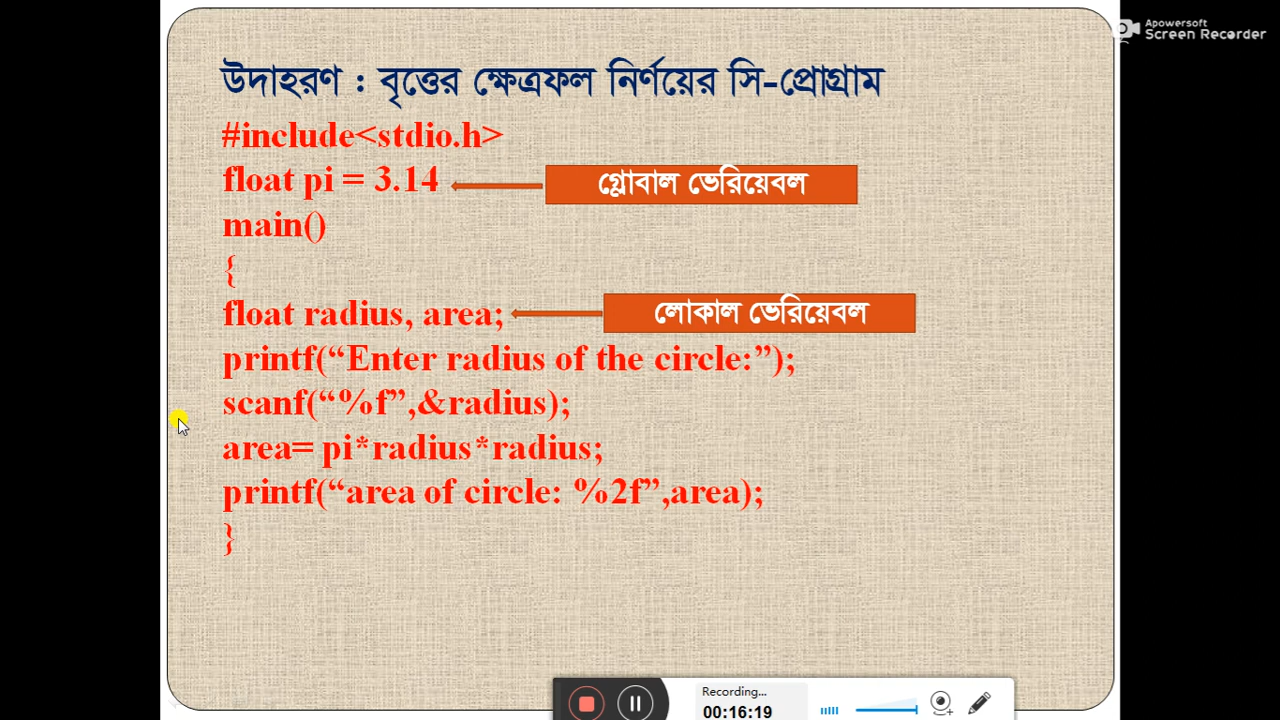 Apowersoft
Screen Recorder
উদাহরণ : বৃত্তের ক্ষেত্রফল নির্ণয়ের সি-প্রোগ্রাম
#include<stdio.h>
float pi = 3.14
গ্লোবাল ভেরিয়েবল
main()
{
float radius, area;
লোকাল ভেরিয়েবল
printf(“Enter radius of the circle:”);
scanf(“%f”,&radius);
area= pi*radius*radius;
printf(“area of circle: %2f”,area);
}
Recording...
00:16:19